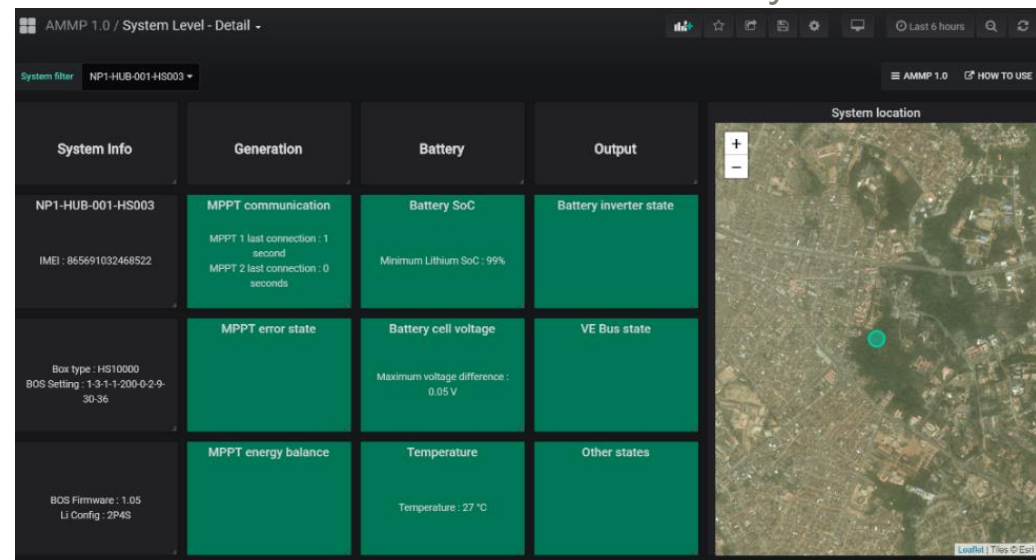 AMMP 1.0 / System Level - Detail
Last 6 hours
System filter
NP1-HUB-001-HS003
AMMP 1.0
HOW TO USE
System Info
Generation
Battery
Output
System location
+
−
NP1-HUB-001-HS003
IMEI : 865691032468522
MPPT communication
MPPT 1 last connection : 1
second
MPPT 2 last connection : 0
seconds
Battery SoC
Minimum Lithium SoC : 99%
Battery inverter state
Box type : HS10000
BOS Setting : 1-3-1-1-200-0-2-9-
30-36
MPPT error state
Battery cell voltage
Maximum voltage difference :
0.05 V
VE Bus state
BOS Firmware : 1.05
Li Config : 2P4S
MPPT energy balance
Temperature
Temperature : 27 °C
Other states
Leaflet | Tiles © Esri